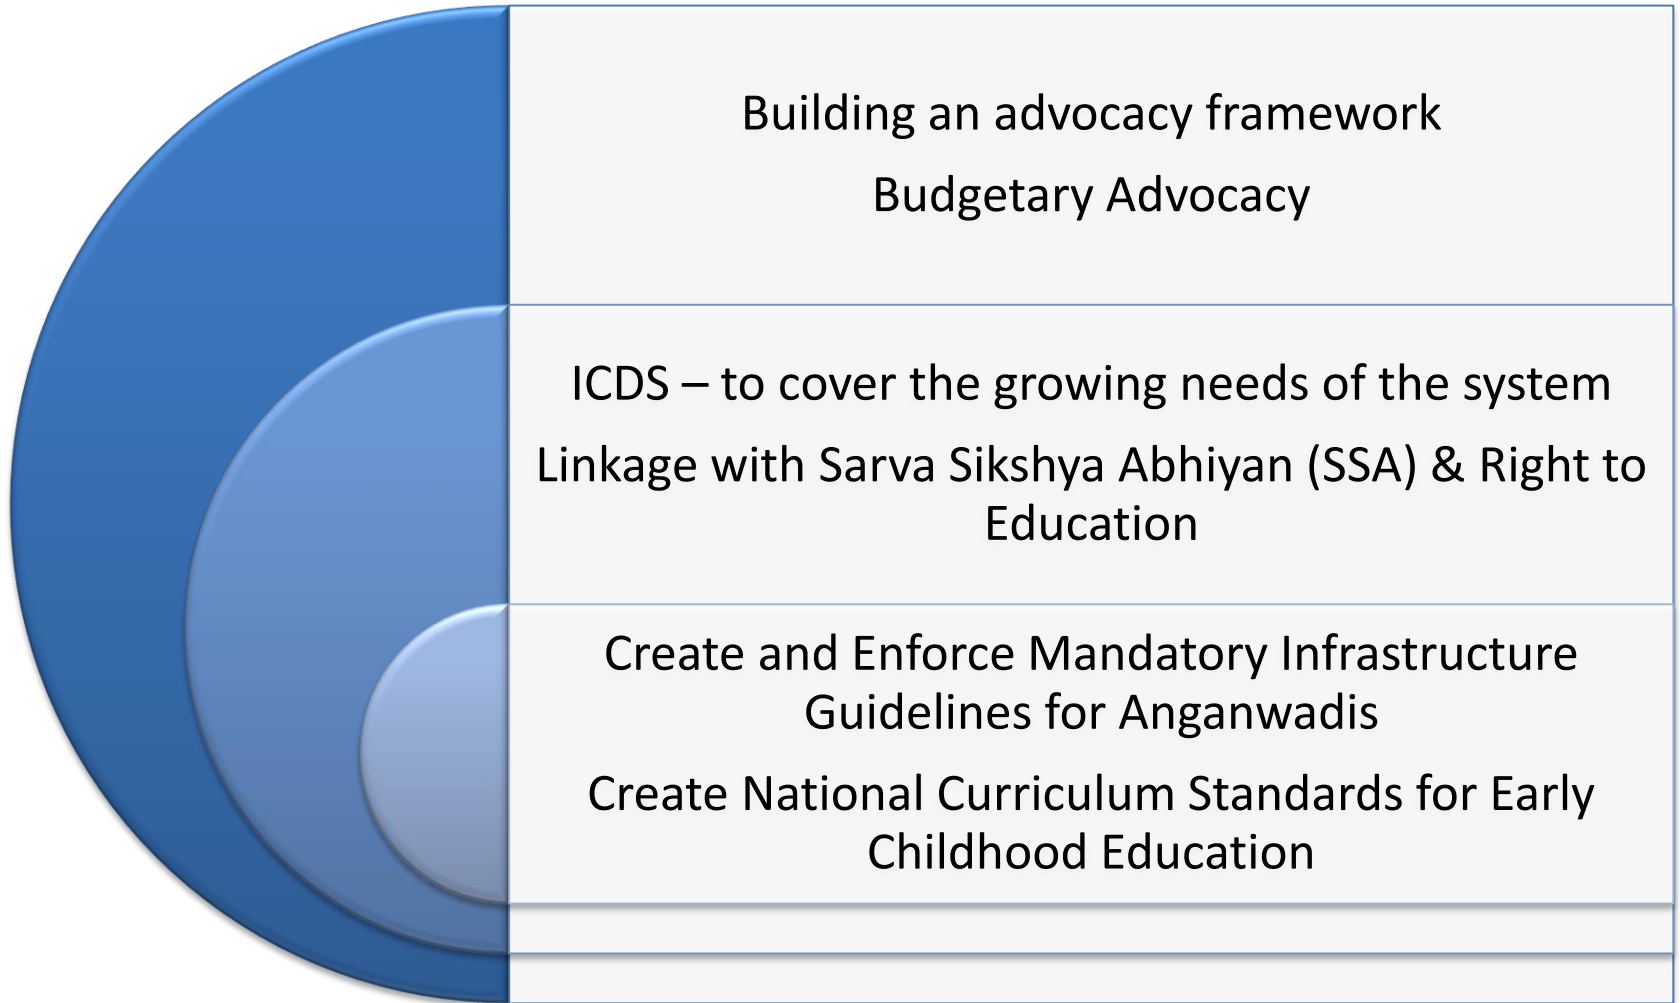 Building an advocacy framework
Budgetary Advocacy
ICDS – to cover the growing needs of the system
Linkage with Sarva Sikshya Abhiyan (SSA) & Right to
Education
Create and Enforce Mandatory Infrastructure
Guidelines for Anganwadis
Create National Curriculum Standards for Early
Childhood Education